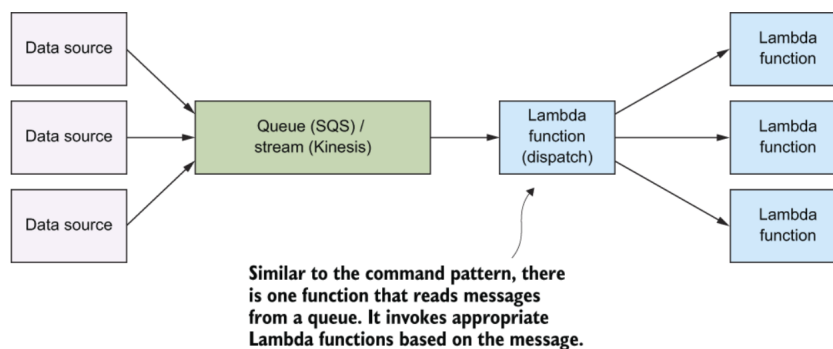 Data source
Data source
Data source
Queue (SQS) /
stream (Kinesis)
Lambda
function
(dispatch)
Lambda
function
Lambda
function
Lambda
function
Similar to the command pattern, there
is one function that reads messages
from a queue. It invokes appropriate
Lambda functions based on the message.